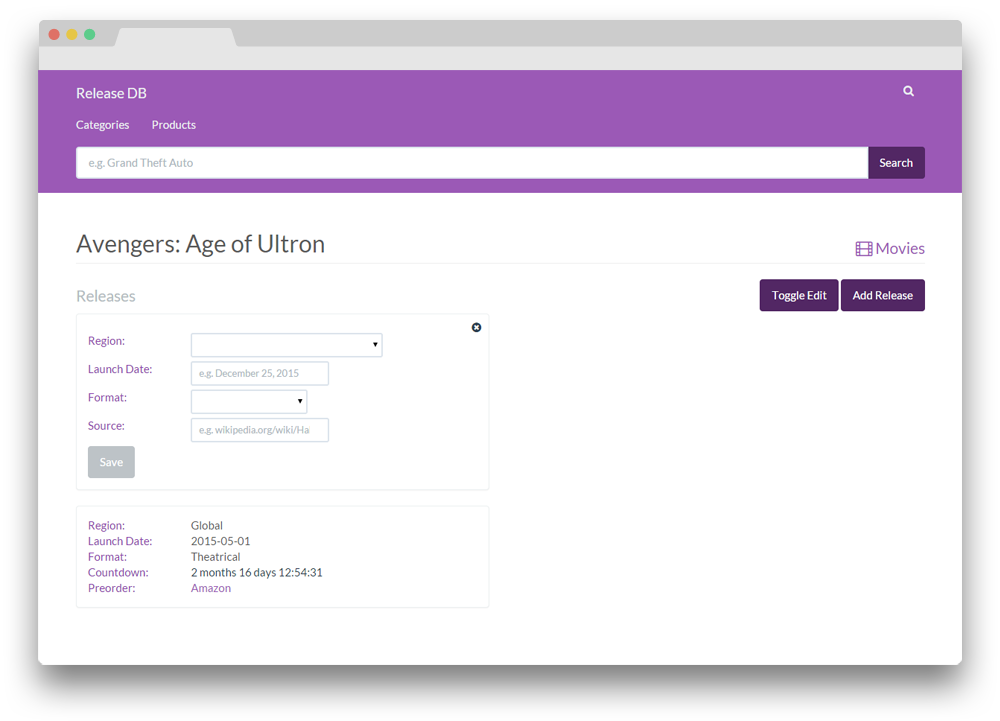 Release DB
Categories Products
e.g. Grand Theft Auto Search
Avengers: Age of Ultron Movies
Releases Toggle Edit Add Release
Region:
Launch Date: e.g. December 25, 2015
Format:
Source: e.g. wikipedia.org/wiki/Ha
Save
Region: Global
Launch Date: 2015-05-01
Format: Theatrical
Countdown: 2 months 16 days 12:54:31
Preorder: Amazon